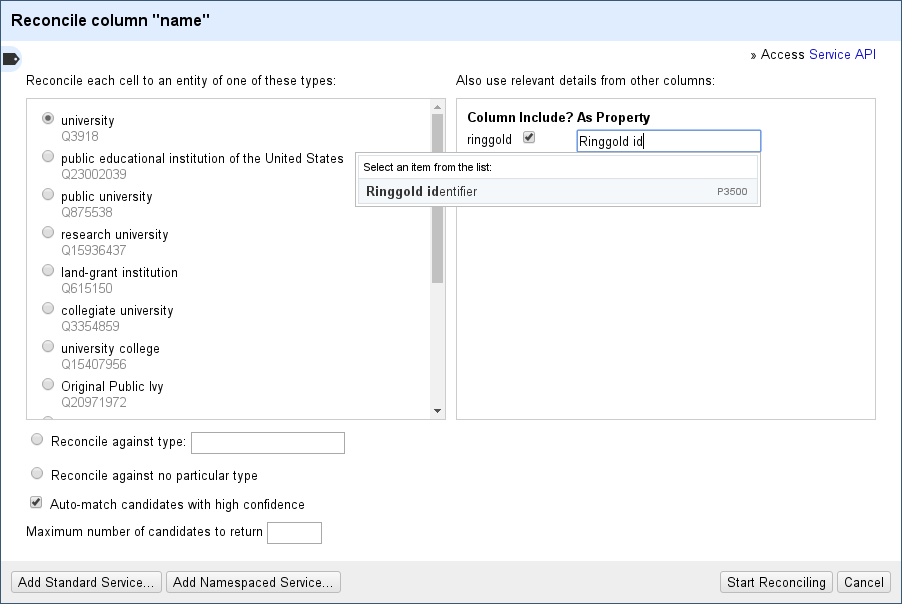 Reconcile column "name"
» Access Service API
Reconcile each cell to an entity of one of these types:
university
Q3918
public educational institution of the United States
Q23002039
public university
Q875538
research university
Q15936437
land-grant institution
Q615150
collegiate university
Q3354859
university college
Q15407956
Original Public Ivy
Q20971972
Also use relevant details from other columns:
Column Include? As Property
ringgold Ringgold id
Select an item from the list:
Ringgold identifier P3500
Reconcile against type:
Reconcile against no particular type
Auto-match candidates with high confidence
Maximum number of candidates to return
Add Standard Service... Add Namespaced Service... Start Reconciling Cancel